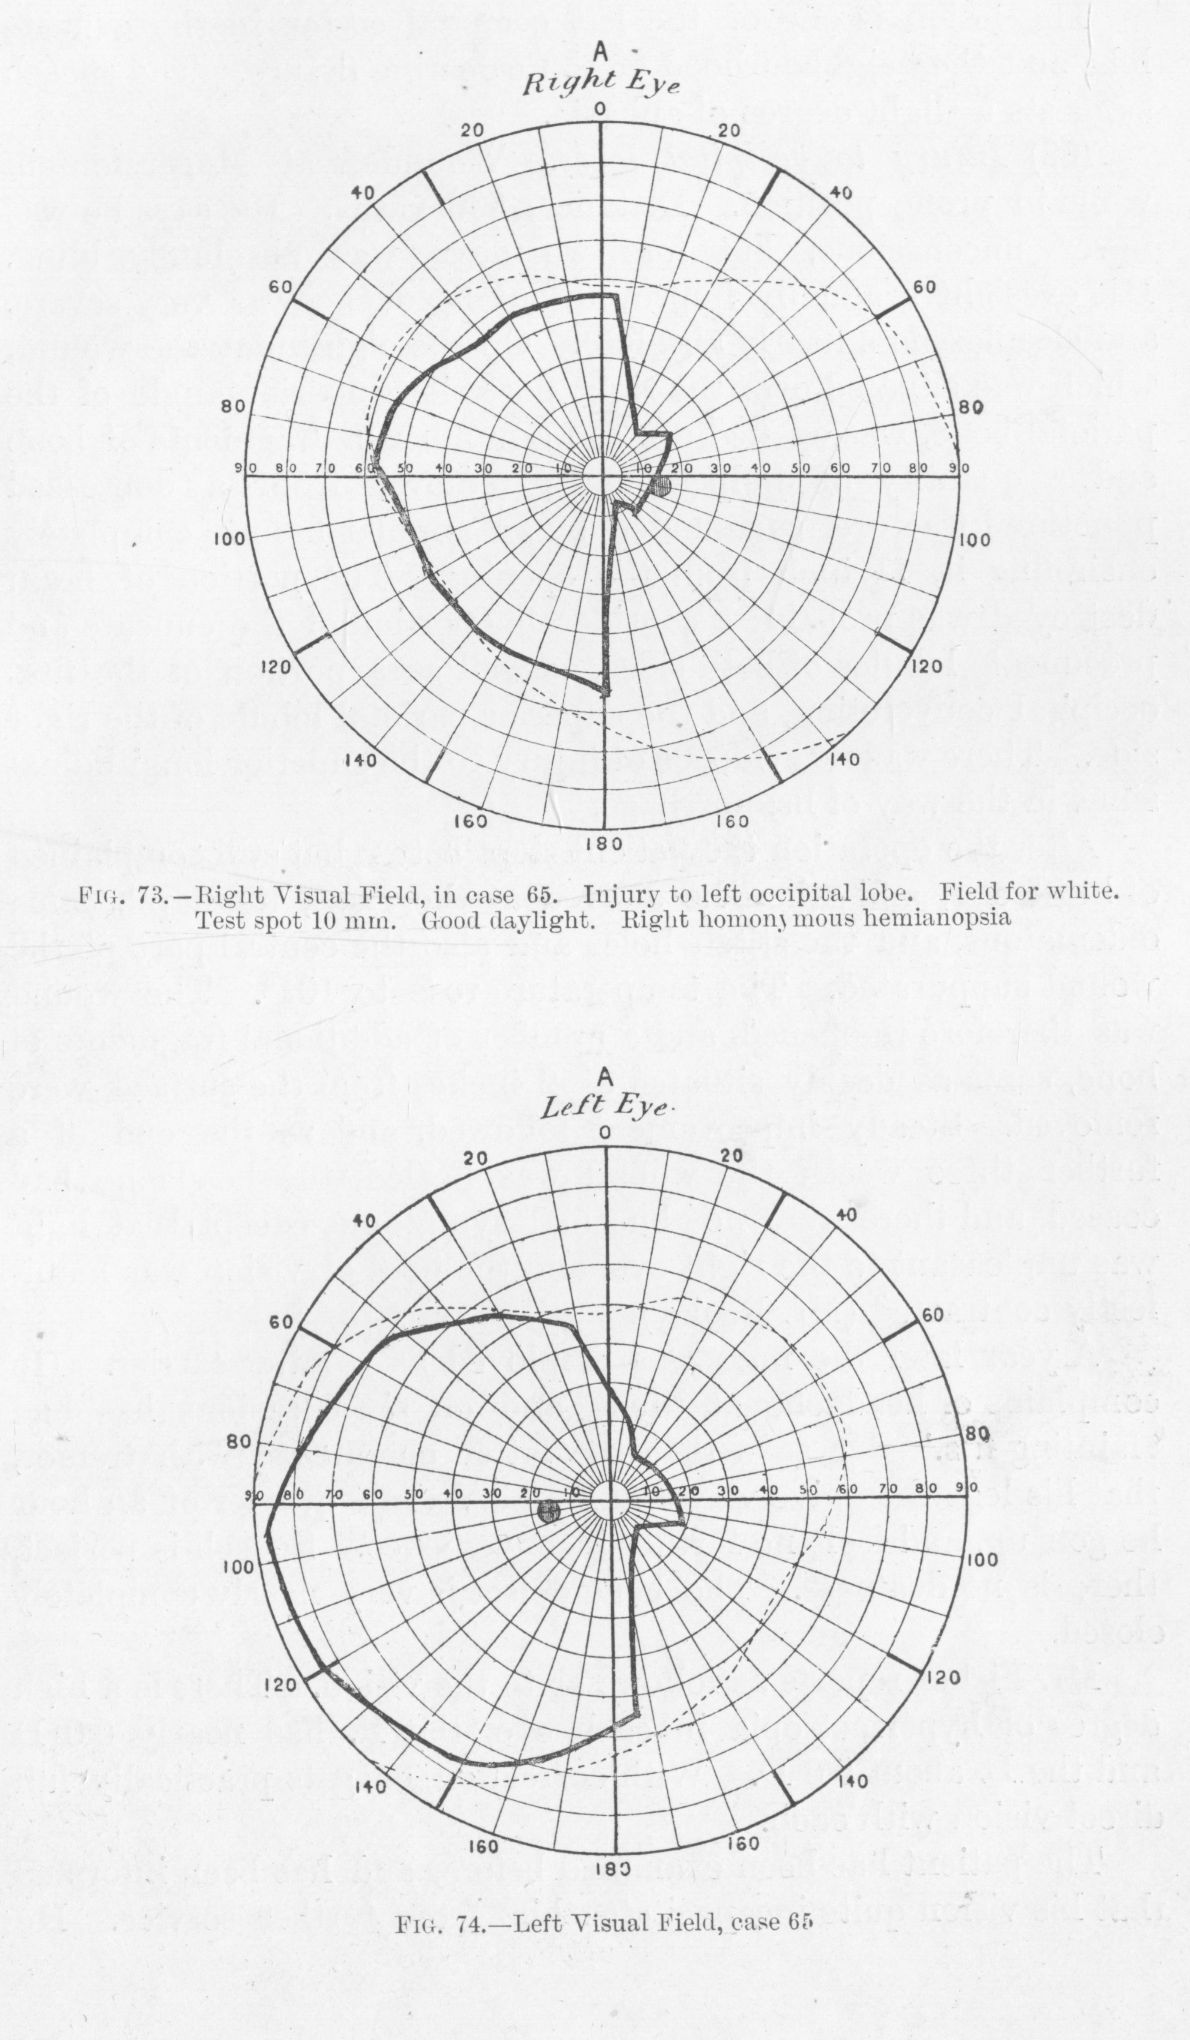 A
Right Eye
0
20 20
40 40
60 60
80 80
90 80 70 60 50 40 30 20 10 10 20 30 40 50 60 70 80 90
100 100
120 120
140 140
160 160
180
FIG. 73.—Right Visual Field, in case 65. Injury to left occipital lobe. Field for white.
Test spot 10 mm. Good daylight. Right homonymous hemianopsia
A
Left Eye.
0
20 20
40 40
60 60
80 80
90 80 70 60 50 40 30 20 10 10 20 30 40 50 60 70 80 90
100 100
120 120
140 140
160 160
180
FIG. 74.—Left Visual Field, case 65